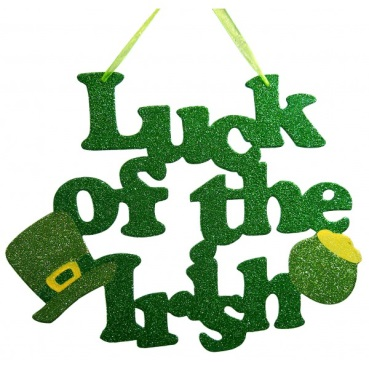 Luck
of the
Irish